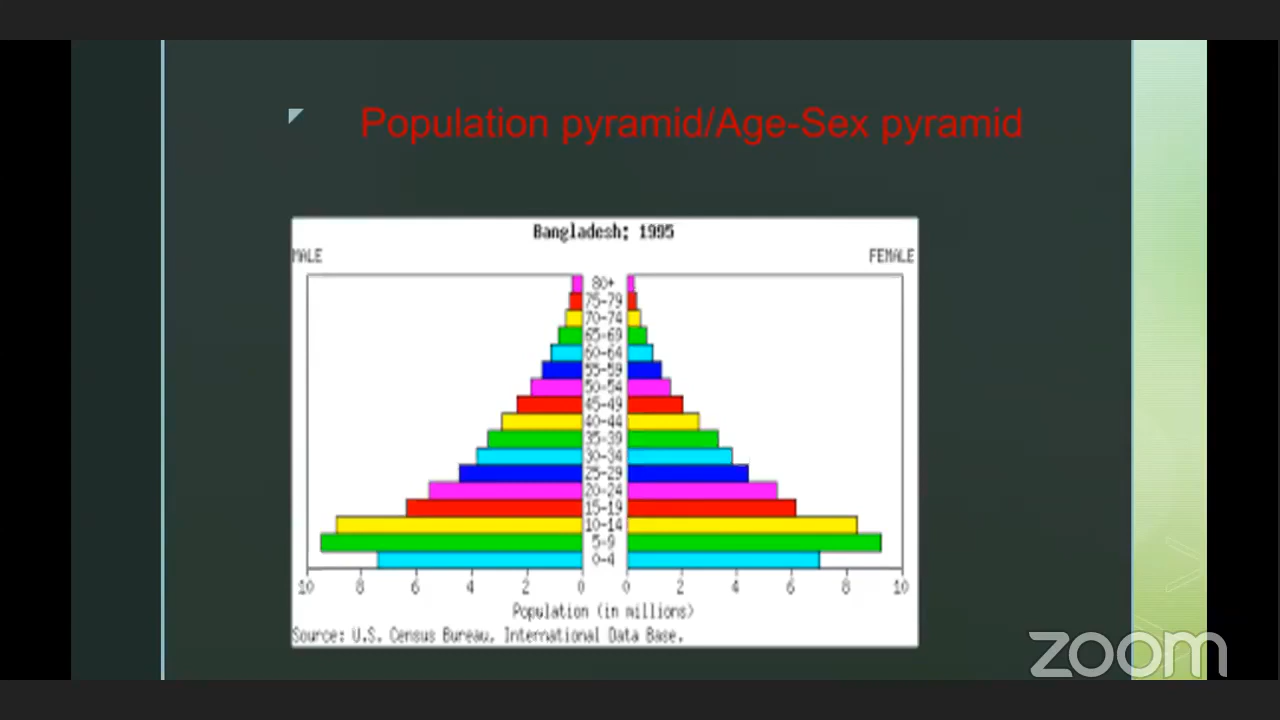 Population pyramid/Age-Sex pyramid
Bangladesh: 1995
MALE
FEMALE
80+
75-79
70-74
65-69
60-64
55-59
50-54
45-49
40-44
35-39
30-34
25-29
20-24
15-19
10-14
5-9
0-4
10 8 6 4 2 0 0 2 4 6 8 10
Population (in millions)
Source: U.S. Census Bureau, International Data Base.
zoom